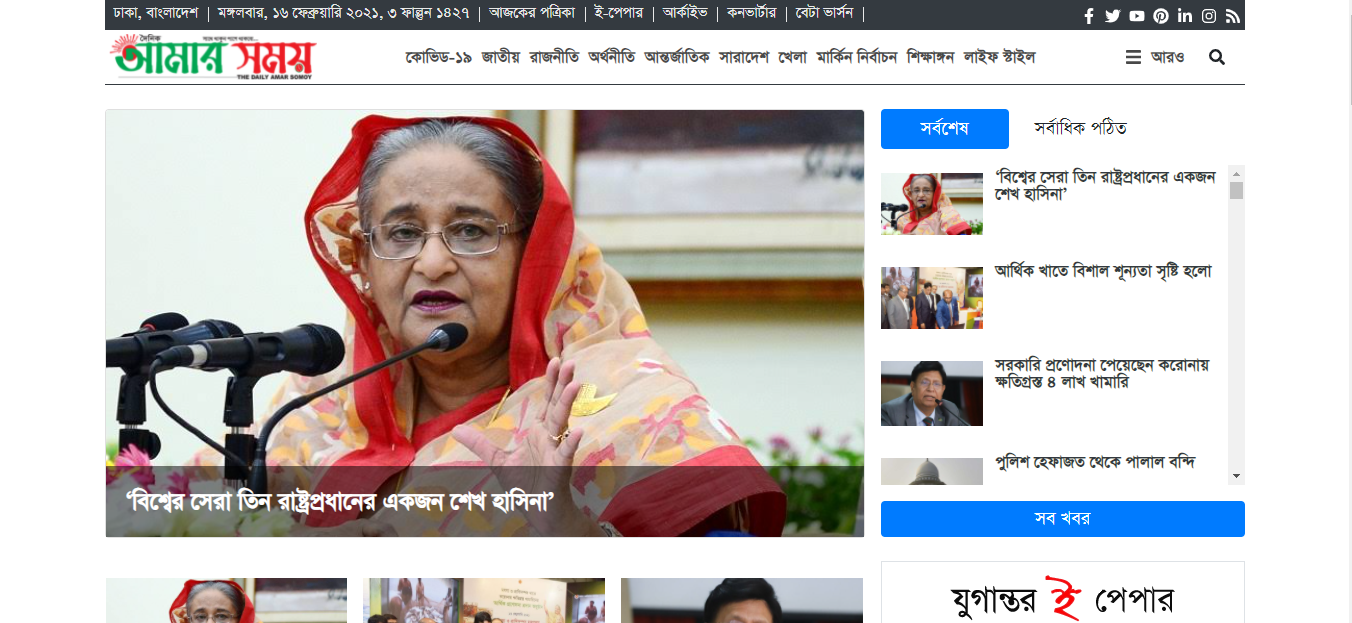 ঢাকা, বাংলাদেশ | মঙ্গলবার, ১৬ ফেব্রুয়ারি ২০২১, ৩ ফাল্গুন ১৪২৭ | আজকের পত্রিকা | ই-পেপার | আর্কাইভ | কনভার্টার | বেটা ভার্সন |
দৈনিক
আমার সময়
THE DAILY AMAR SOMOY
কোভিড-১৯ জাতীয় রাজনীতি অর্থনীতি আন্তর্জাতিক সারাদেশ খেলা মার্কিন নির্বাচন শিক্ষাঙ্গন লাইফ স্টাইল
আরও
‘বিশ্বের সেরা তিন রাষ্ট্রপ্রধানের একজন শেখ হাসিনা’
সর্বশেষ সর্বাধিক পঠিত
‘বিশ্বের সেরা তিন রাষ্ট্রপ্রধানের একজন
শেখ হাসিনা’
আর্থিক খাতে বিশাল শূন্যতা সৃষ্টি হলো
সরকারি প্রণোদনা পেয়েছেন করোনায়
ক্ষতিগ্রস্ত ৪ লাখ খামারি
পুলিশ হেফাজত থেকে পালাল বন্দি
সব খবর
যুগান্তর ই পেপার